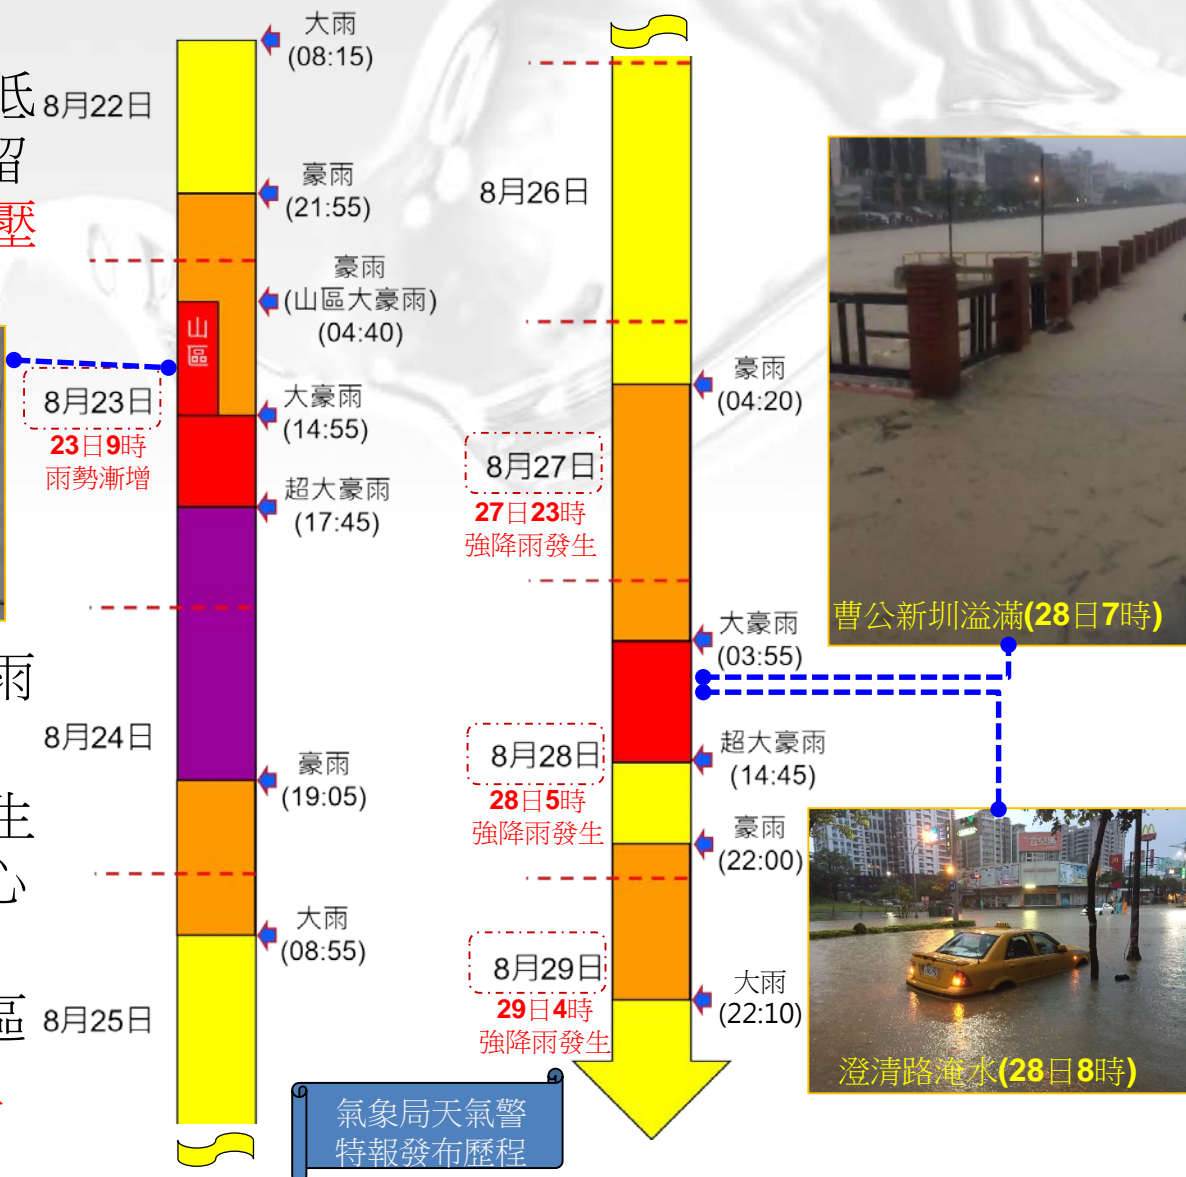 低
留
壓
雨
生
心
區
大雨
(08:15)
8月22日
豪雨
(21:55)
豪雨
(山區大豪雨)
(04:40)
山
區
8月23日
23日9時
雨勢漸增
大豪雨
(14:55)
超大豪雨
(17:45)
8月24日
豪雨
(19:05)
大雨
(08:55)
8月25日
氣象局天氣警
特報發布歷程
8月26日
豪雨
(04:20)
8月27日
27日23時
強降雨發生
大豪雨
(03:55)
8月28日
28日5時
強降雨發生
超大豪雨
(14:45)
豪雨
(22:00)
8月29日
29日4時
強降雨發生
大雨
(22:10)
曹公新圳溢滿(28日7時)
澄清路淹水(28日8時)